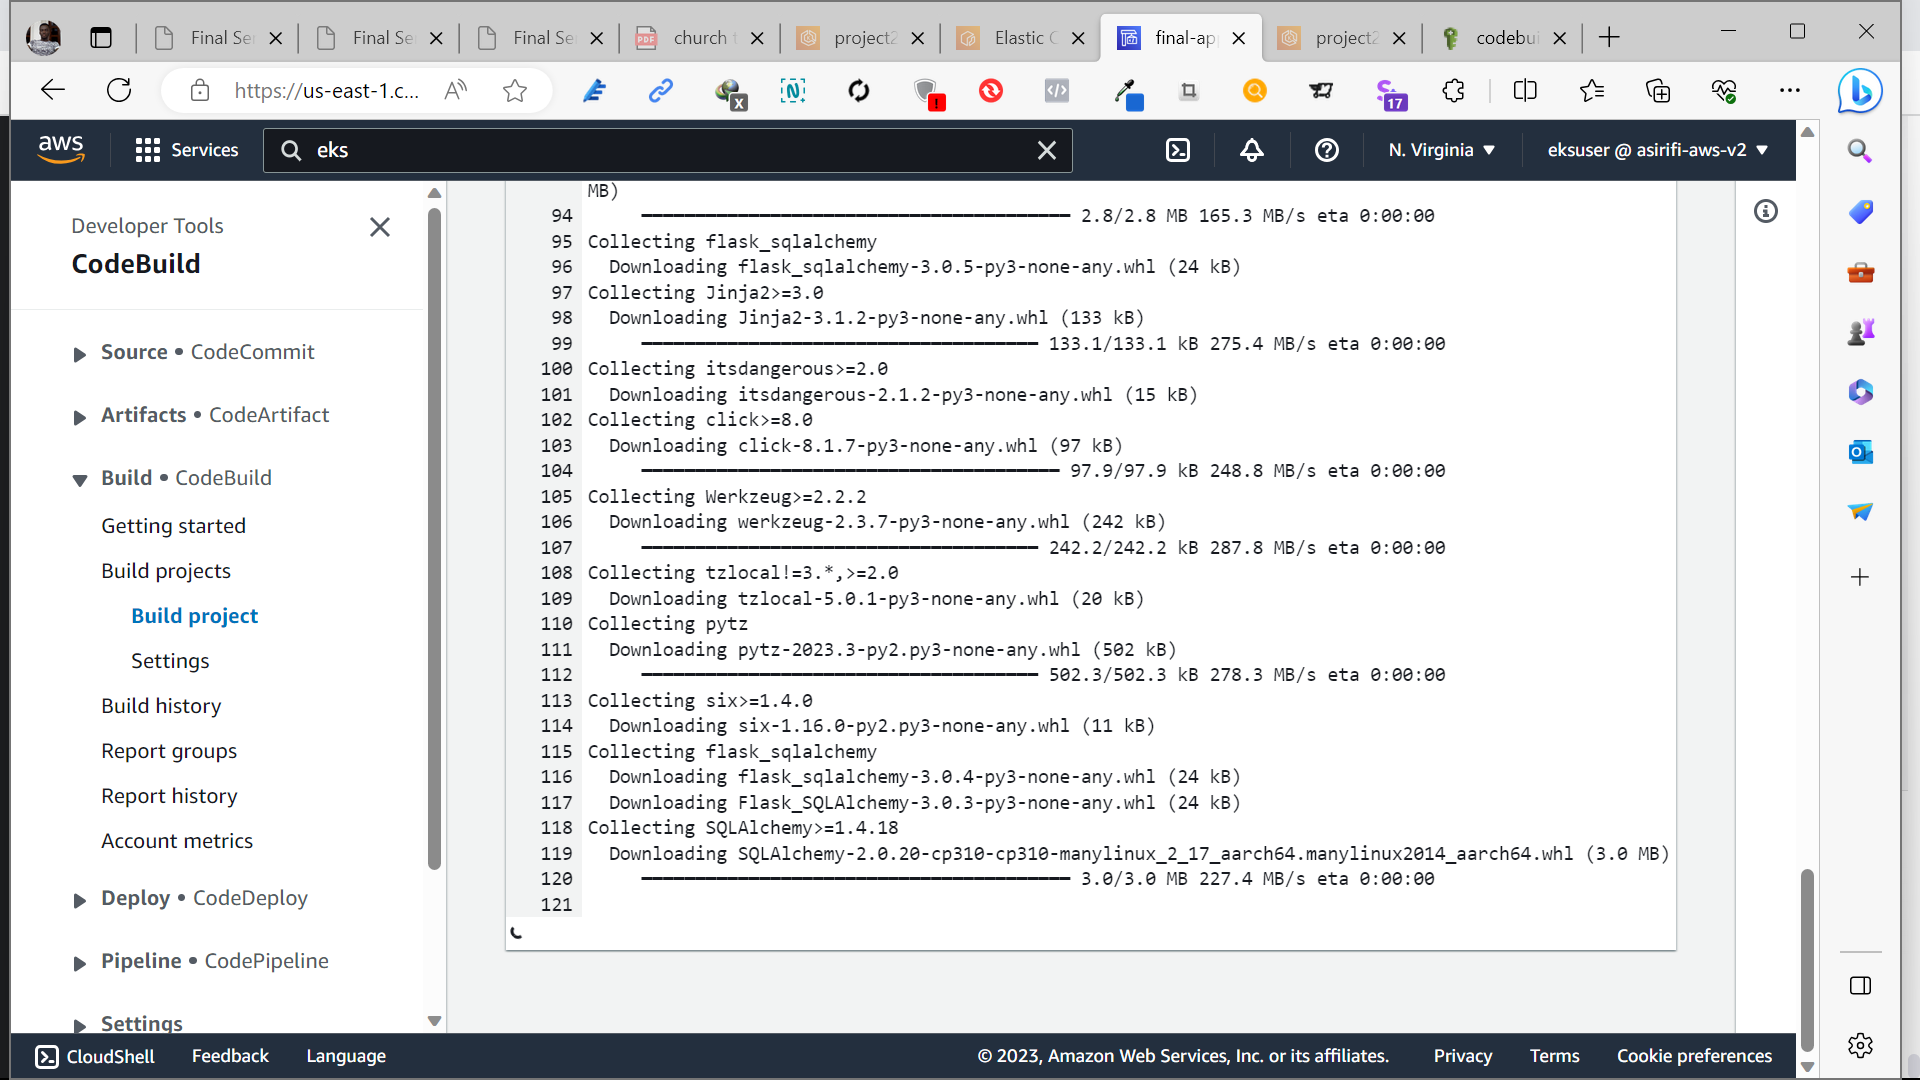 Final Se
Final Se
Final Se
church t
project2
Elastic C
final-app
project2
codebui
https://us-east-1.c...
A
N
X
!
17
aws
Services
eks
N. Virginia
eksuser @ asirifi-aws-v2
Developer Tools
CodeBuild
Source • CodeCommit
Artifacts • CodeArtifact
Build • CodeBuild
Getting started
Build projects
Build project
Settings
Build history
Report groups
Report history
Account metrics
Deploy • CodeDeploy
Pipeline • CodePipeline
Settings
MB)
94 ━━━━━━━━━━━━━━━━━━━━━━━━━━━━━━━━━━━━━━━━ 2.8/2.8 MB 165.3 MB/s eta 0:00:00
95 Collecting flask_sqlalchemy
96 Downloading flask_sqlalchemy-3.0.5-py3-none-any.whl (24 kB)
97 Collecting Jinja2>=3.0
98 Downloading Jinja2-3.1.2-py3-none-any.whl (133 kB)
99 ━━━━━━━━━━━━━━━━━━━━━━━━━━━━━━━━━━━━━ 133.1/133.1 kB 275.4 MB/s eta 0:00:00
100 Collecting itsdangerous>=2.0
101 Downloading itsdangerous-2.1.2-py3-none-any.whl (15 kB)
102 Collecting click>=8.0
103 Downloading click-8.1.7-py3-none-any.whl (97 kB)
104 ━━━━━━━━━━━━━━━━━━━━━━━━━━━━━━━━━━━━━━━ 97.9/97.9 kB 248.8 MB/s eta 0:00:00
105 Collecting Werkzeug>=2.2.2
106 Downloading werkzeug-2.3.7-py3-none-any.whl (242 kB)
107 ━━━━━━━━━━━━━━━━━━━━━━━━━━━━━━━━━━━━━ 242.2/242.2 kB 287.8 MB/s eta 0:00:00
108 Collecting tzlocal!=3.*,>=2.0
109 Downloading tzlocal-5.0.1-py3-none-any.whl (20 kB)
110 Collecting pytz
111 Downloading pytz-2023.3-py2.py3-none-any.whl (502 kB)
112 ━━━━━━━━━━━━━━━━━━━━━━━━━━━━━━━━━━━━━ 502.3/502.3 kB 278.3 MB/s eta 0:00:00
113 Collecting six>=1.4.0
114 Downloading six-1.16.0-py2.py3-none-any.whl (11 kB)
115 Collecting flask_sqlalchemy
116 Downloading flask_sqlalchemy-3.0.4-py3-none-any.whl (24 kB)
117 Downloading Flask_SQLAlchemy-3.0.3-py3-none-any.whl (24 kB)
118 Collecting SQLAlchemy>=1.4.18
119 Downloading SQLAlchemy-2.0.20-cp310-cp310-manylinux_2_17_aarch64.manylinux2014_aarch64.whl (3.0 MB)
120 ━━━━━━━━━━━━━━━━━━━━━━━━━━━━━━━━━━━━━━━━ 3.0/3.0 MB 227.4 MB/s eta 0:00:00
121
CloudShell
Feedback
Language
© 2023, Amazon Web Services, Inc. or its affiliates.
Privacy
Terms
Cookie preferences